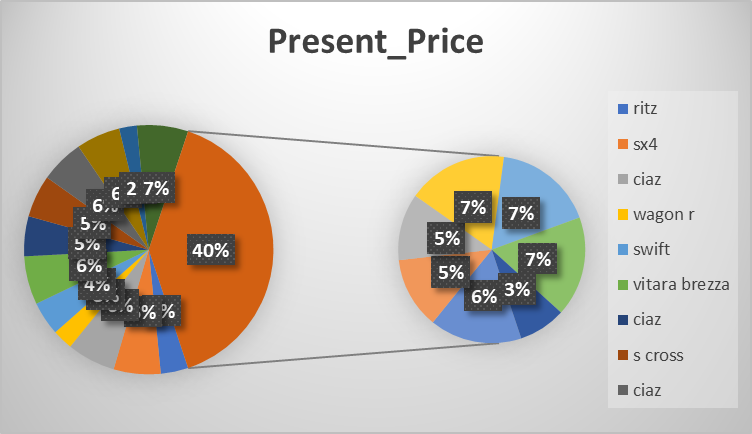 Present_Price
7%
2
6
6%
5%
5%
6%
4%
40%
7%
7%
7%
3%
6%
5%
5%
ritz
sx4
ciaz
wagon r
swift
vitara brezza
ciaz
s cross
ciaz